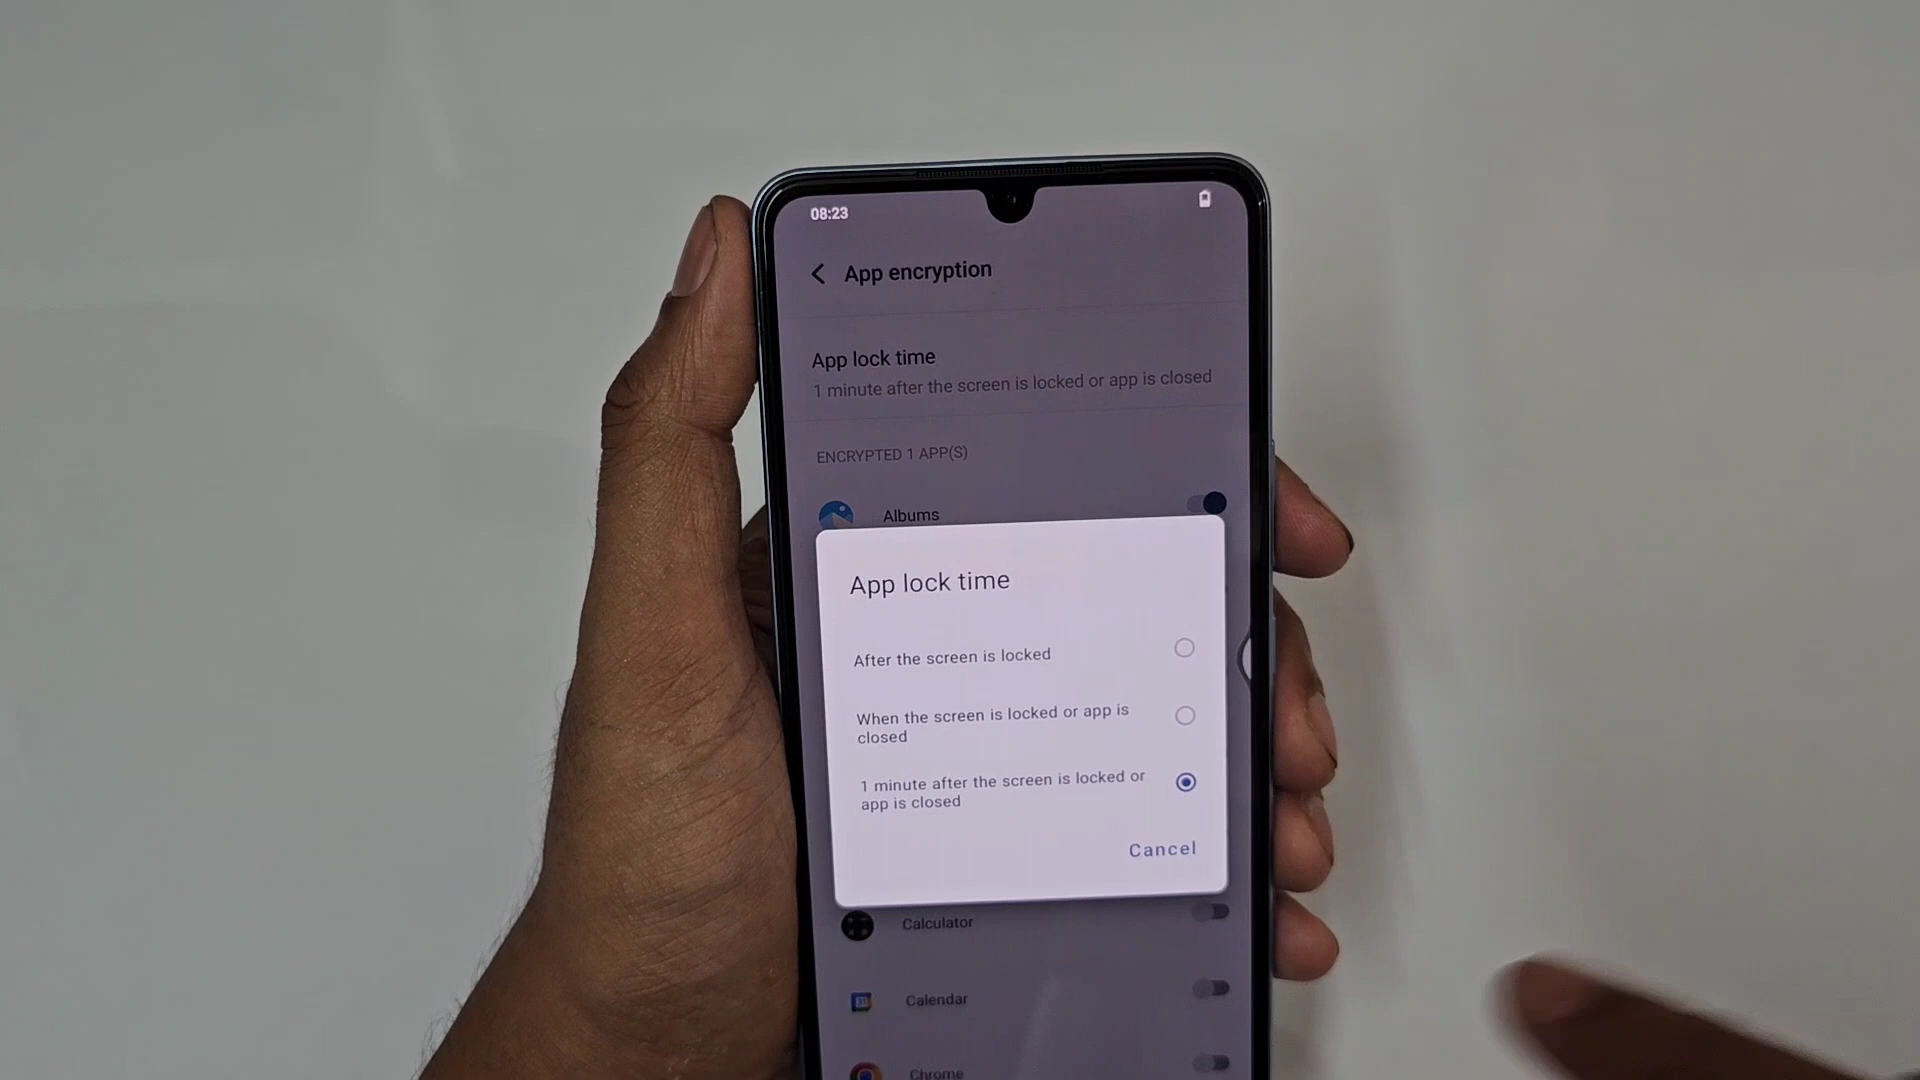 08:23
App encryption
App lock time
1 minute after the screen is locked or app is closed
ENCRYPTED 1 APP(S)
Albums
App lock time
After the screen is locked
When the screen is locked or app is
closed
1 minute after the screen is locked or
app is closed
Cancel
Calculator
31
Calendar
Chrome